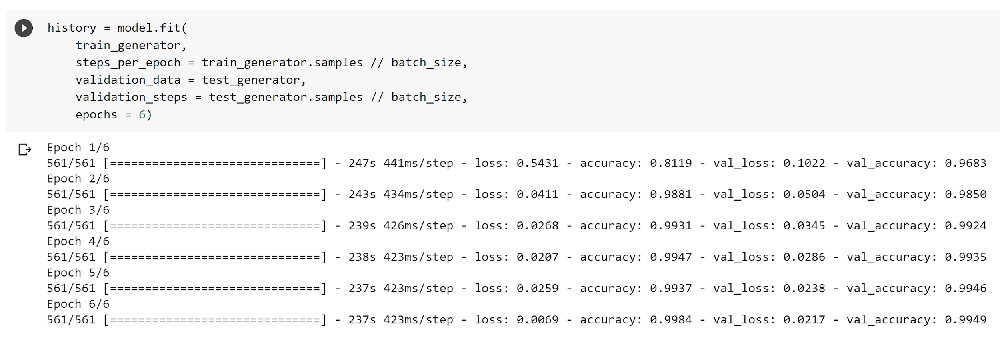 history = model.fit(
    train_generator,
    steps_per_epoch = train_generator.samples // batch_size,
    validation_data = test_generator,
    validation_steps = test_generator.samples // batch_size,
    epochs = 6)
Epoch 1/6
561/561 [==============================] - 247s 441ms/step - loss: 0.5431 - accuracy: 0.8119 - val_loss: 0.1022 - val_accuracy: 0.9683
Epoch 2/6
561/561 [==============================] - 243s 434ms/step - loss: 0.0411 - accuracy: 0.9881 - val_loss: 0.0504 - val_accuracy: 0.9850
Epoch 3/6
561/561 [==============================] - 239s 426ms/step - loss: 0.0268 - accuracy: 0.9931 - val_loss: 0.0345 - val_accuracy: 0.9924
Epoch 4/6
561/561 [==============================] - 238s 423ms/step - loss: 0.0207 - accuracy: 0.9947 - val_loss: 0.0286 - val_accuracy: 0.9935
Epoch 5/6
561/561 [==============================] - 237s 423ms/step - loss: 0.0259 - accuracy: 0.9937 - val_loss: 0.0238 - val_accuracy: 0.9946
Epoch 6/6
561/561 [==============================] - 237s 423ms/step - loss: 0.0069 - accuracy: 0.9984 - val_loss: 0.0217 - val_accuracy: 0.9949